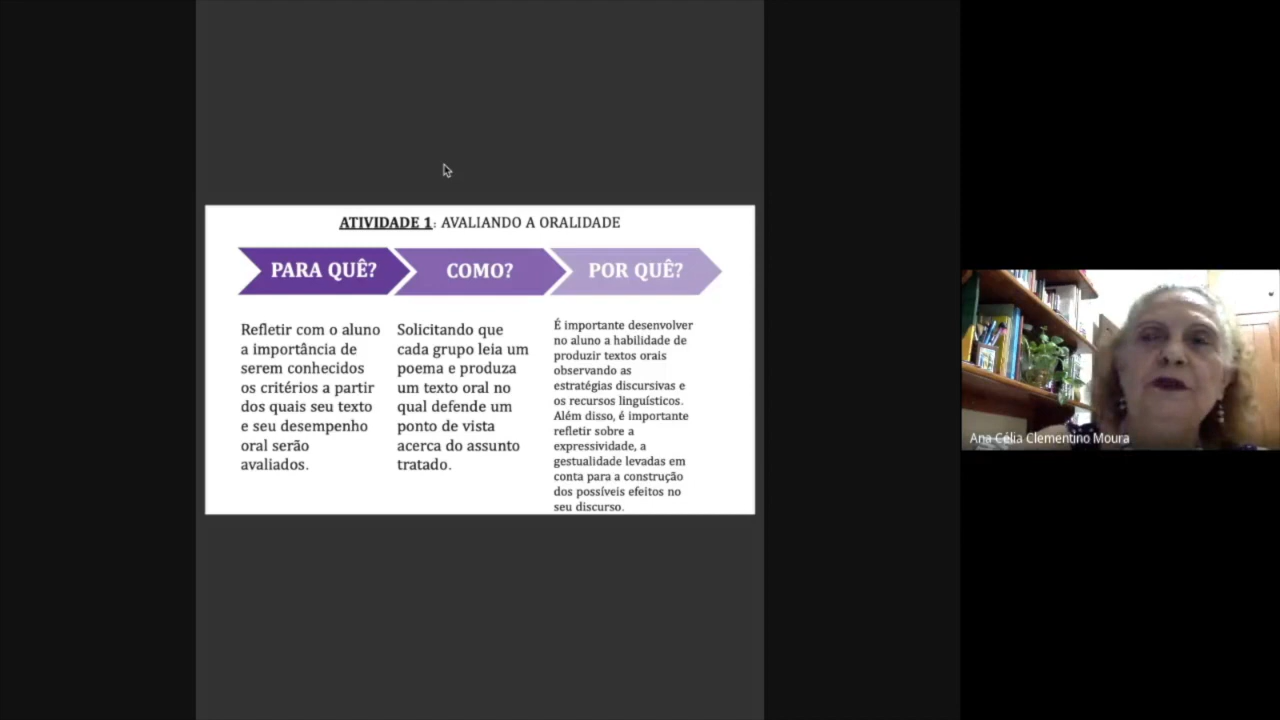 ATIVIDADE 1: AVALIANDO A ORALIDADE
PARA QUÊ?
COMO?
POR QUÊ?
Refletir com o aluno
a importância de
serem conhecidos
os critérios a partir
dos quais seu texto
e seu desempenho
oral serão
avaliados.
Solicitando que
cada grupo leia um
poema e produza
um texto oral no
qual defende um
ponto de vista
acerca do assunto
tratado.
É importante desenvolver
no aluno a habilidade de
produzir textos orais
observando as
estratégias discursivas e
os recursos linguísticos.
Além disso, é importante
refletir sobre a
expressividade, a
gestualidade levadas em
conta para a construção
dos possíveis efeitos no
seu discurso.
Ana Célia Clementino Moura